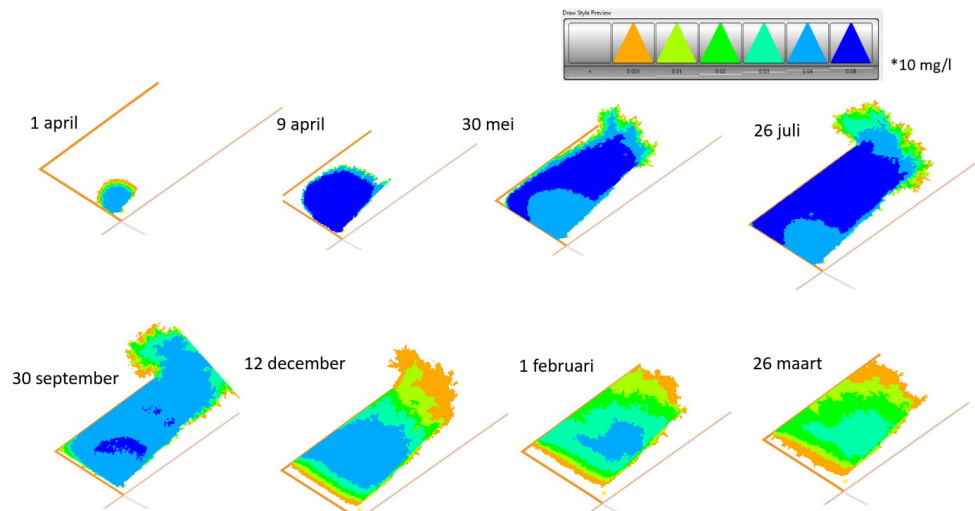 Draw Style Preview
< 0.001 0.01 0.02 0.03 0.04 0.08
*10 mg/l
1 april
9 april
30 mei
26 juli
30 september
12 december
1 februari
26 maart